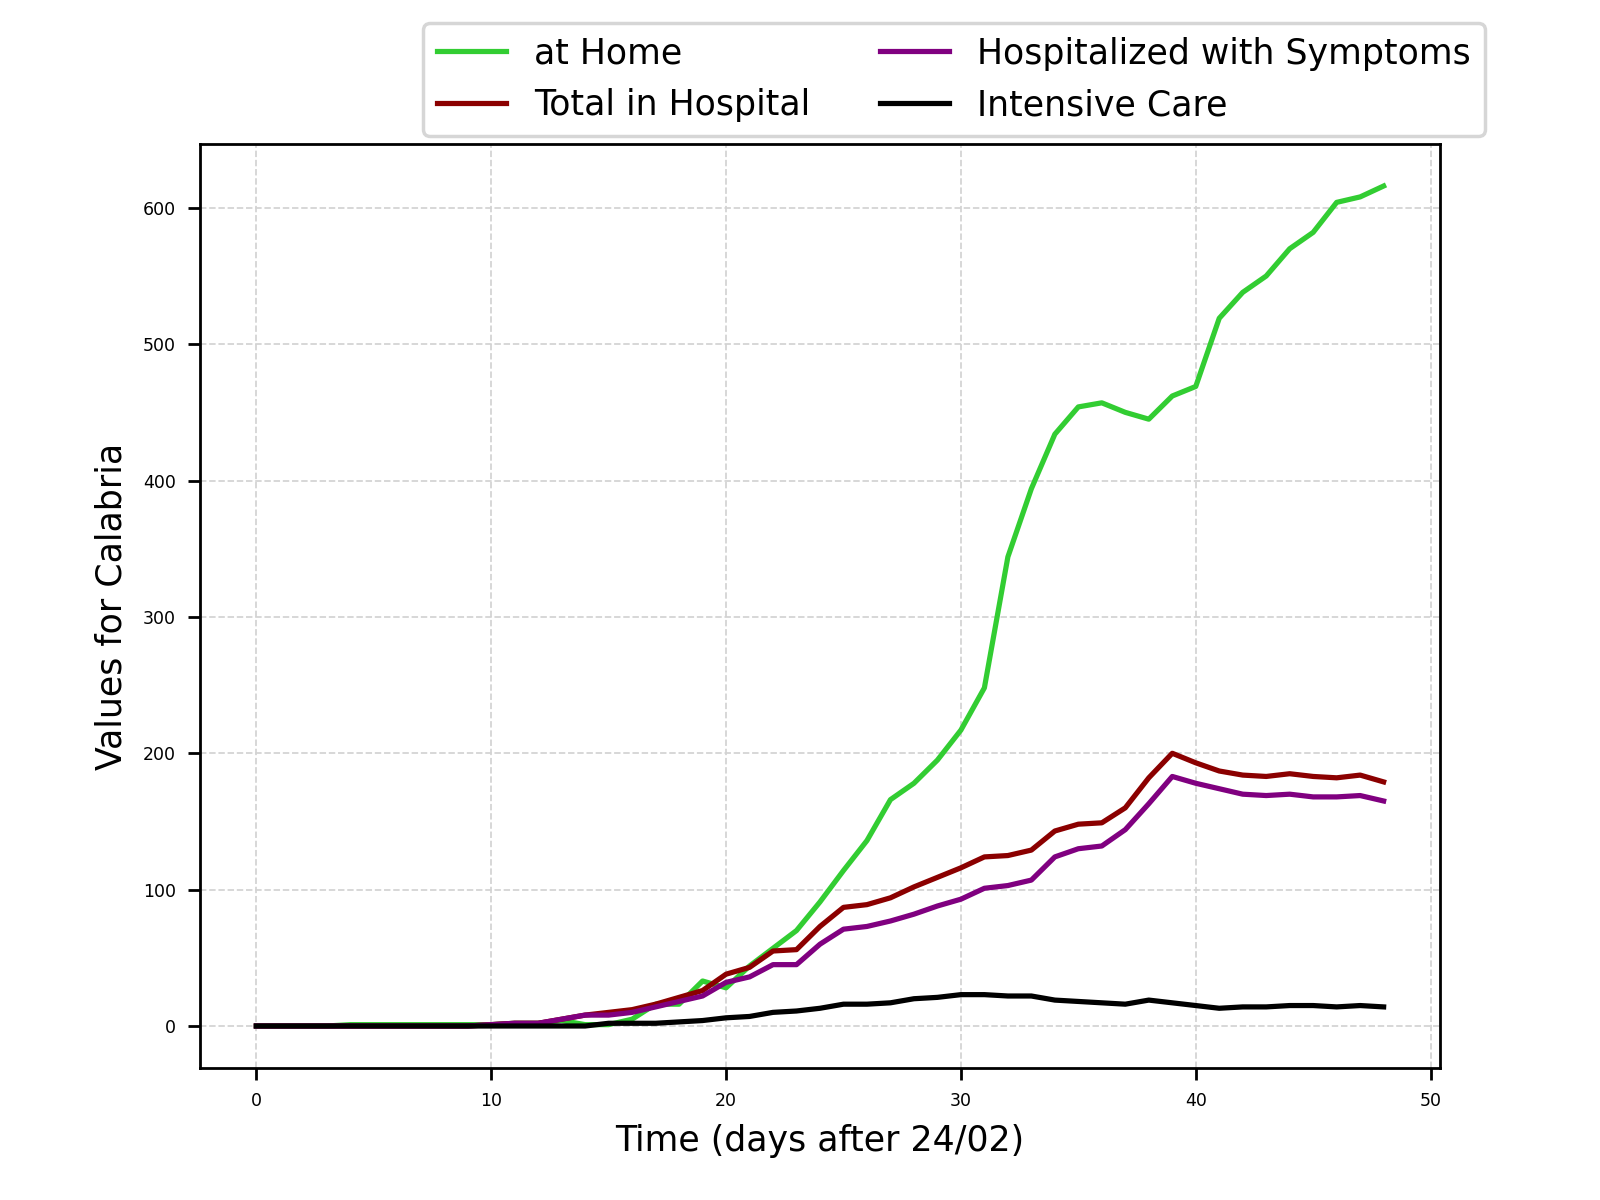 at Home
Total in Hospital
Hospitalized with Symptoms
Intensive Care
Values for Calabria
600
500
400
300
200
100
0
0 10 20 30 40 50
Time (days after 24/02)